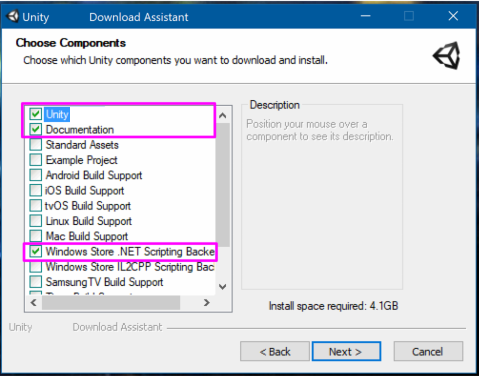 Unity Download Assistant
Choose Components
Choose which Unity components you want to download and install.
Unity
Documentation
Standard Assets
Example Project
Android Build Support
iOS Build Support
tvOS Build Support
Linux Build Support
Mac Build Support
Windows Store .NET Scripting Backe
Windows Store IL2CPP Scripting Bac
SamsungTV Build Support
Description
Position your mouse over a
component to see its description.
Install space required: 4.1GB
Unity Download Assistant
< Back Next > Cancel